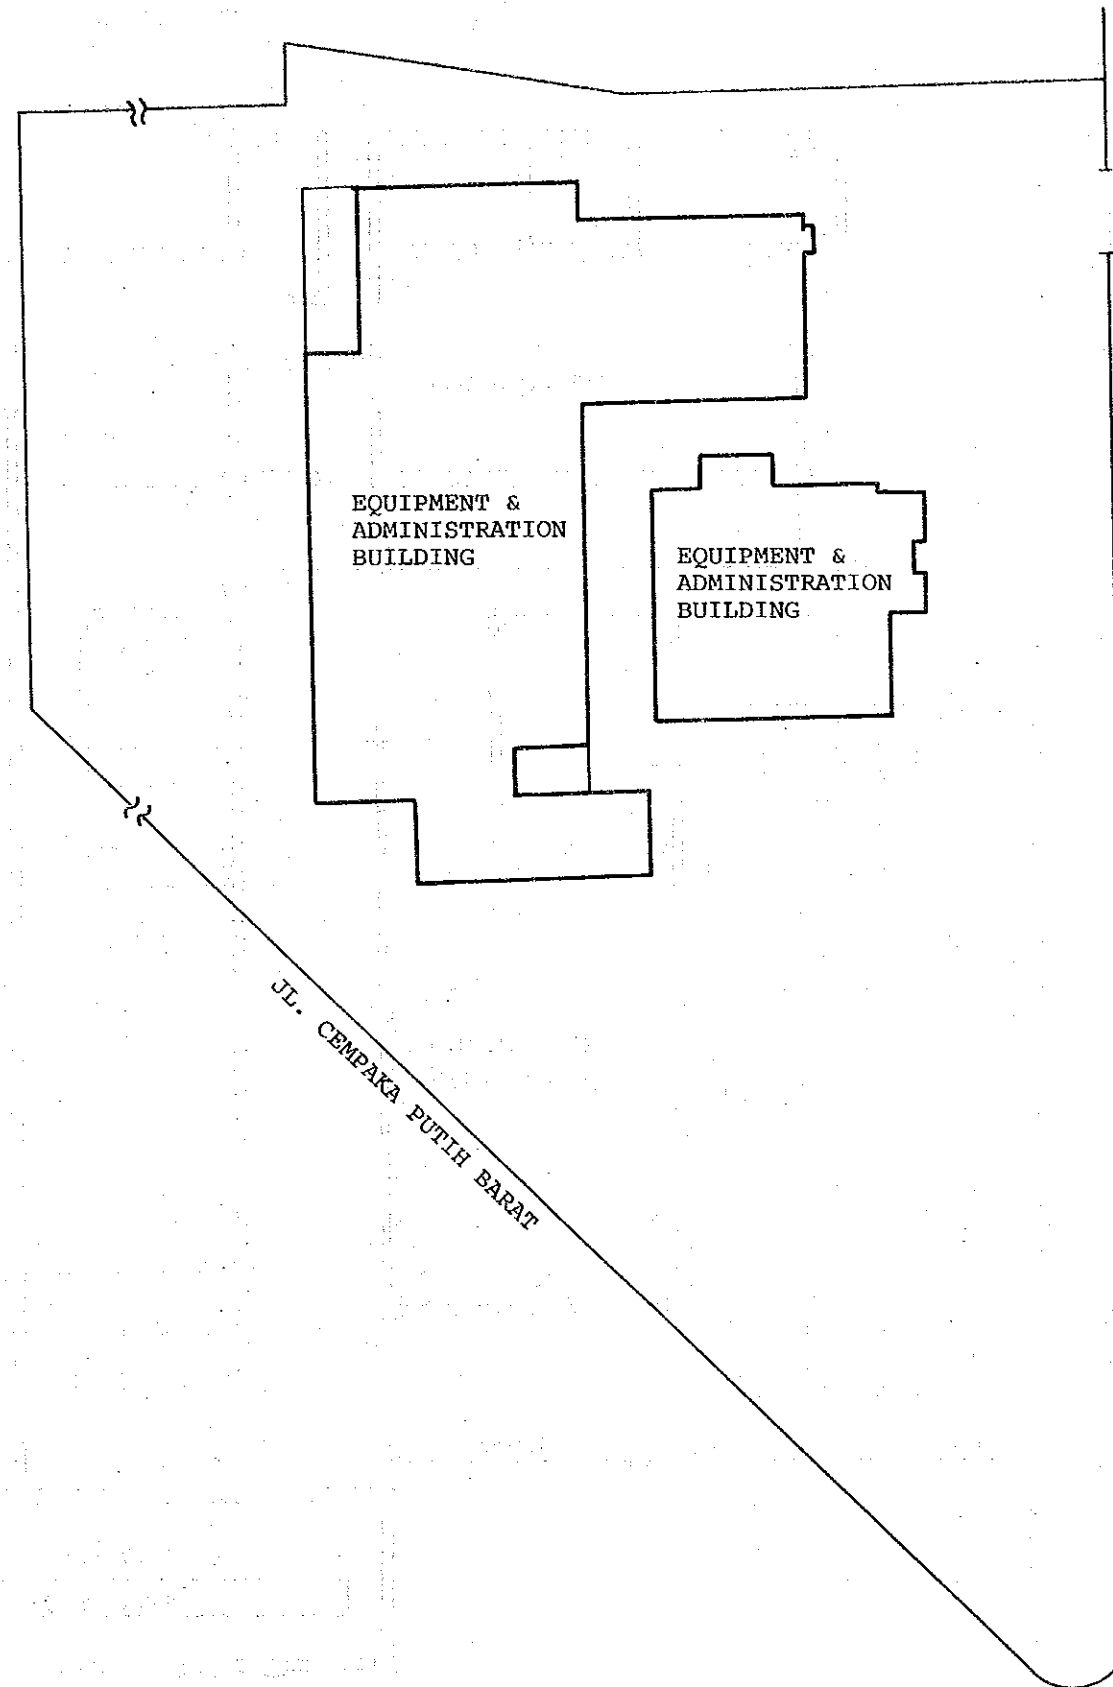 EQUIPMENT &
ADMINISTRATION
BUILDING
EQUIPMENT &
ADMINISTRATION
BUILDING
JL. CEMPAKA PUTIH BARAT